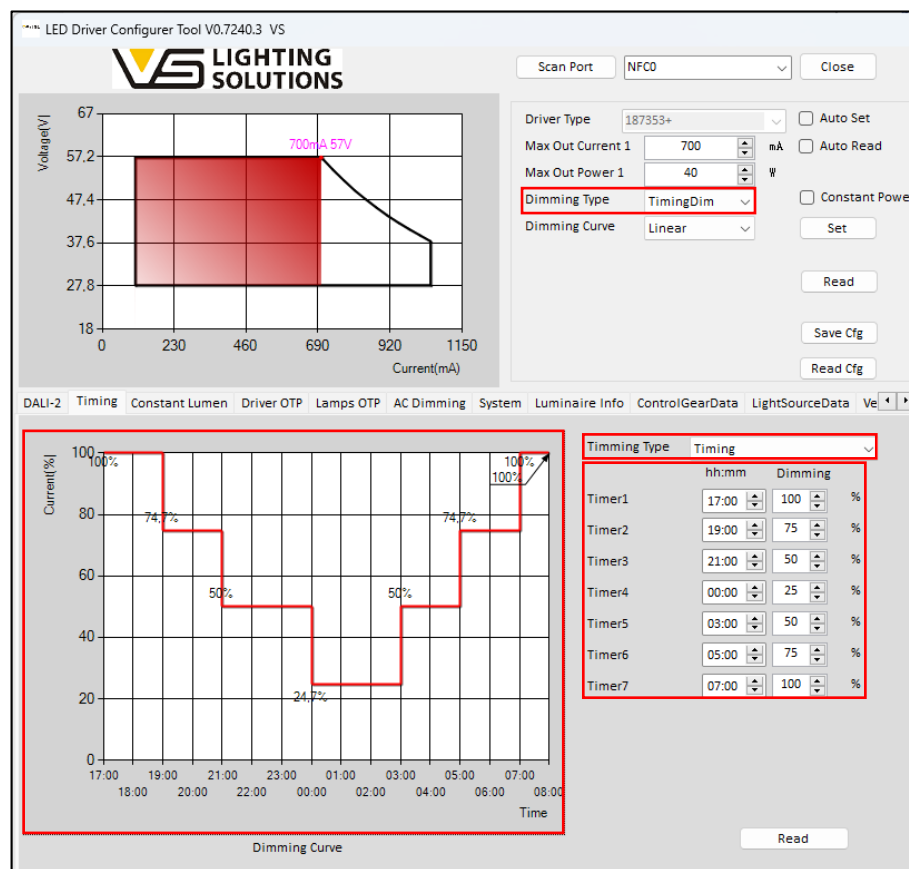 LED Driver Configurer Tool V0.7240.3 VS
VS LIGHTING
SOLUTIONS
Scan Port NFC0 Close
Voltage(V)
67
57,2
47,4
37,6
27,8
18
700mA 57V
0 230 460 690 920 1150
Current(mA)
Driver Type 187353+ Auto Set
Max Out Current 1 700 mA Auto Read
Max Out Power 1 40 W
Dimming Type TimingDim Constant Powe
Dimming Curve Linear Set
Read
Save Cfg
Read Cfg
DALI-2 Timing Constant Lumen Driver OTP Lamps OTP AC Dimming System Luminaire Info ControlGearData LightSourceData Ve
Current(%)
100
80
60
40
20
0
100%
74,7%
50%
24,7%
50%
74,7%
100%
100%
17:00 19:00 21:00 23:00 01:00 03:00 05:00 07:00
18:00 20:00 22:00 00:00 02:00 04:00 06:00 08:00
Time
Dimming Curve
Timming Type Timing
hh:mm Dimming
Timer1 17:00 100 %
Timer2 19:00 75 %
Timer3 21:00 50 %
Timer4 00:00 25 %
Timer5 03:00 50 %
Timer6 05:00 75 %
Timer7 07:00 100 %
Read